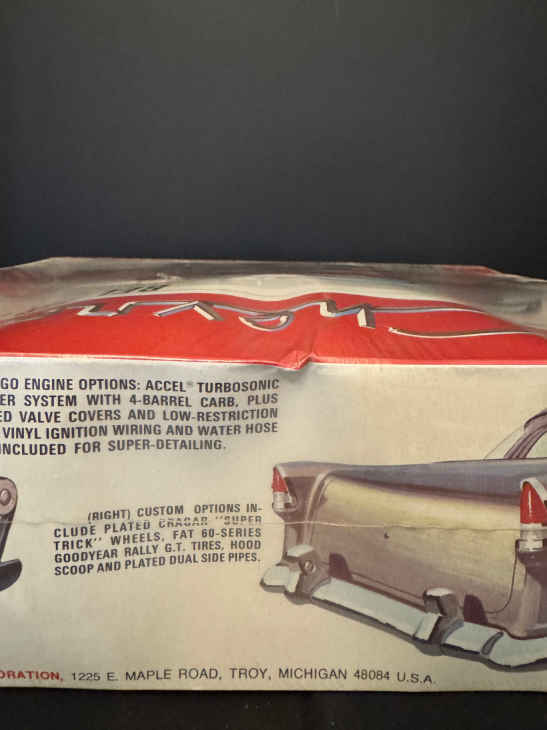 GO ENGINE OPTIONS: ACCEL® TURBOSONIC
ER SYSTEM WITH 4-BARREL CARB, PLUS
ED VALVE COVERS AND LOW-RESTRICTION
VINYL IGNITION WIRING AND WATER HOSE
INCLUDED FOR SUPER-DETAILING.
(RIGHT) CUSTOM OPTIONS IN-
CLUDE PLATED CRAGAR "SUPER
TRICK" WHEELS, FAT 60-SERIES
GOODYEAR RALLY G.T. TIRES, HOOD
SCOOP AND PLATED DUAL SIDE PIPES.
ORATION, 1225 E. MAPLE ROAD, TROY, MICHIGAN 48084 U.S.A.